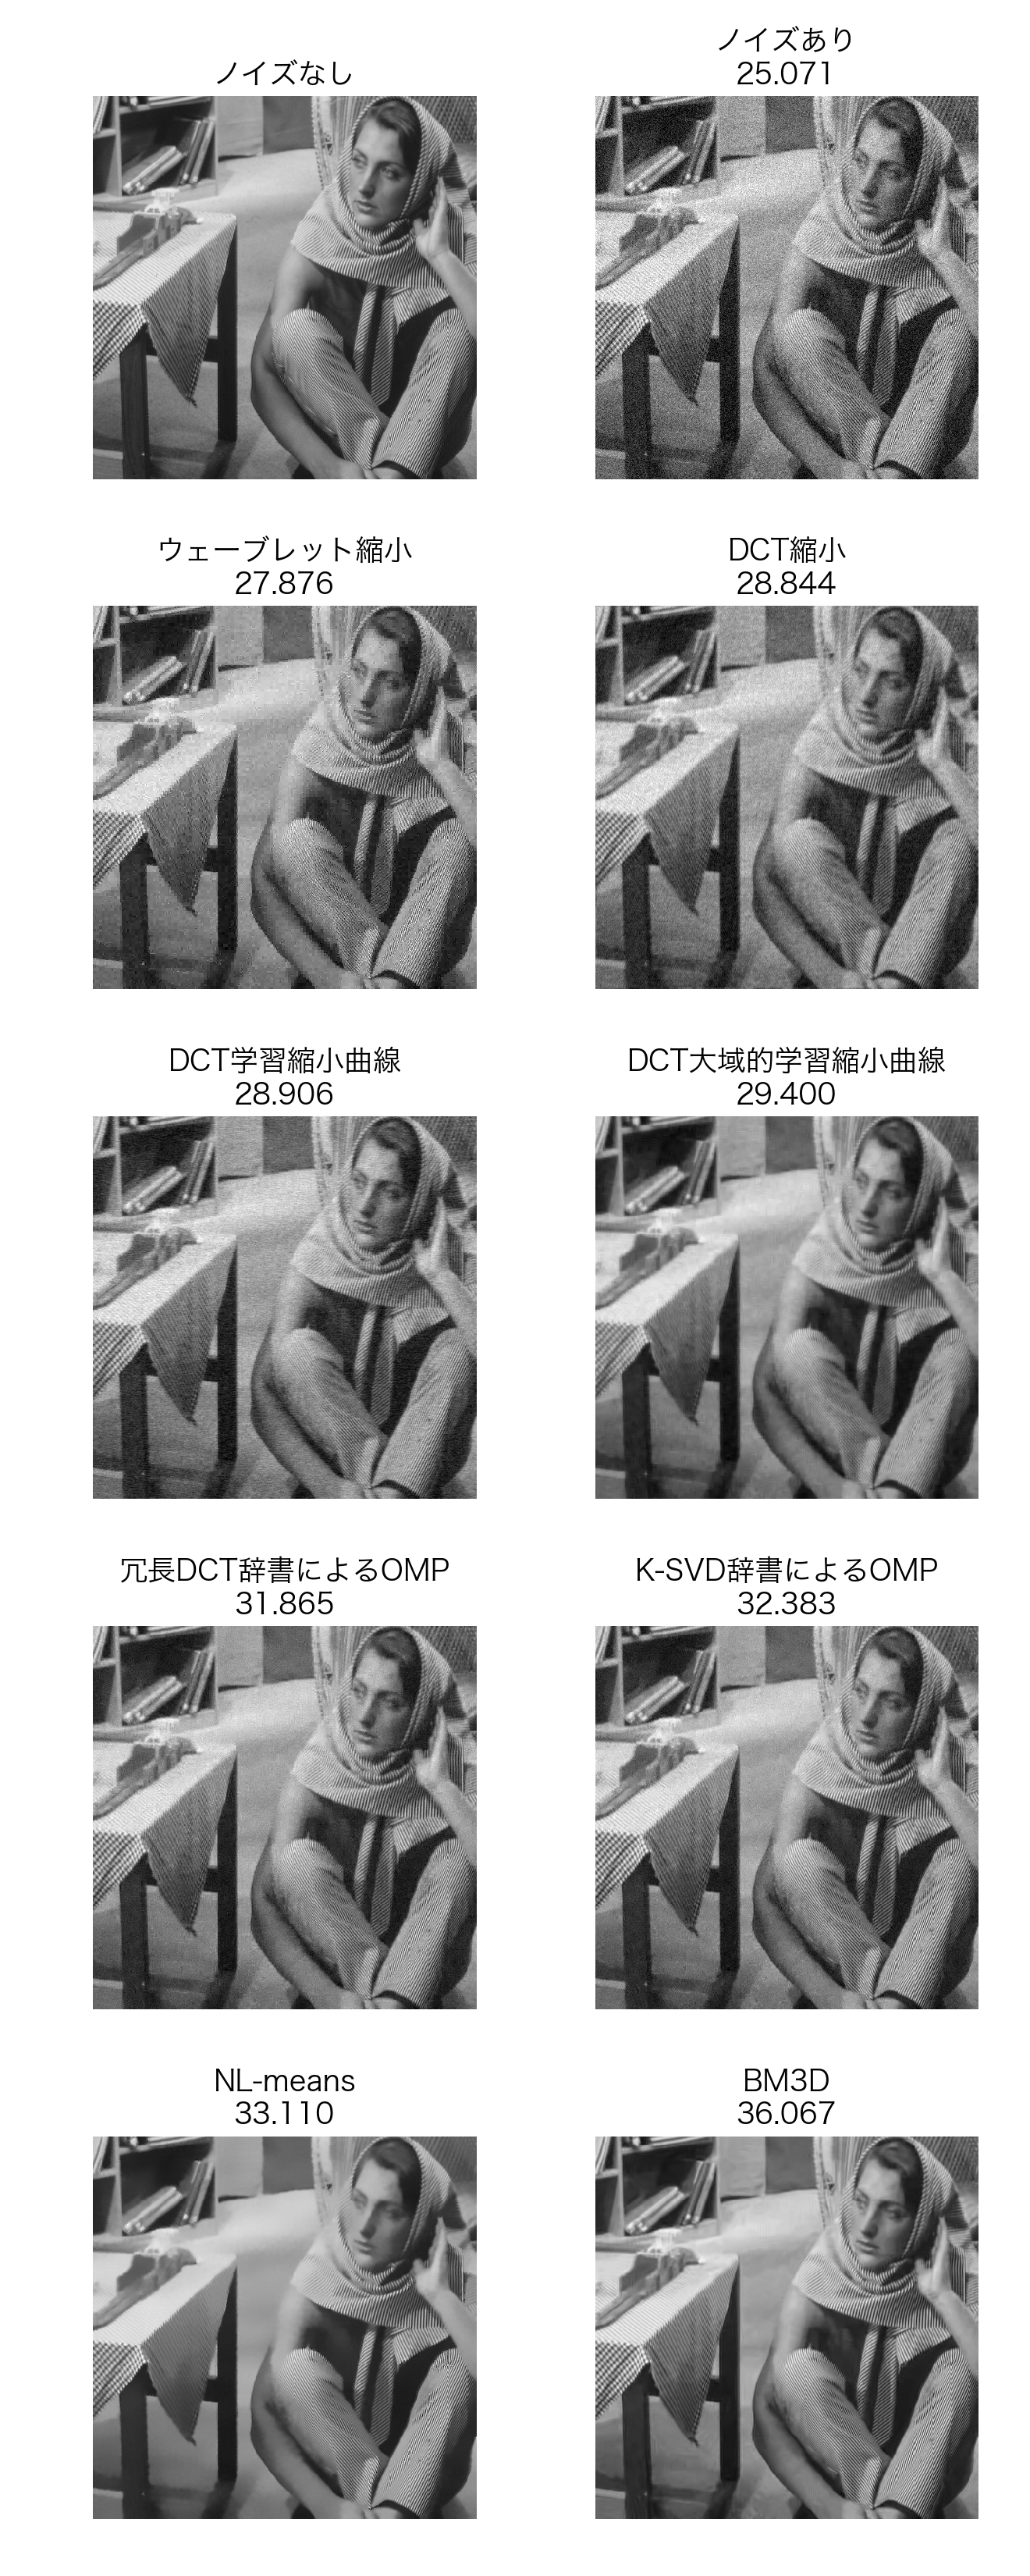 ノイズなし
ノイズあり
25.071
ウェーブレット縮小
27.876
DCT縮小
28.844
DCT学習縮小曲線
28.906
DCT大域的学習縮小曲線
29.400
冗長DCT辞書によるOMP
31.865
K-SVD辞書によるOMP
32.383
NL-means
33.110
BM3D
36.067